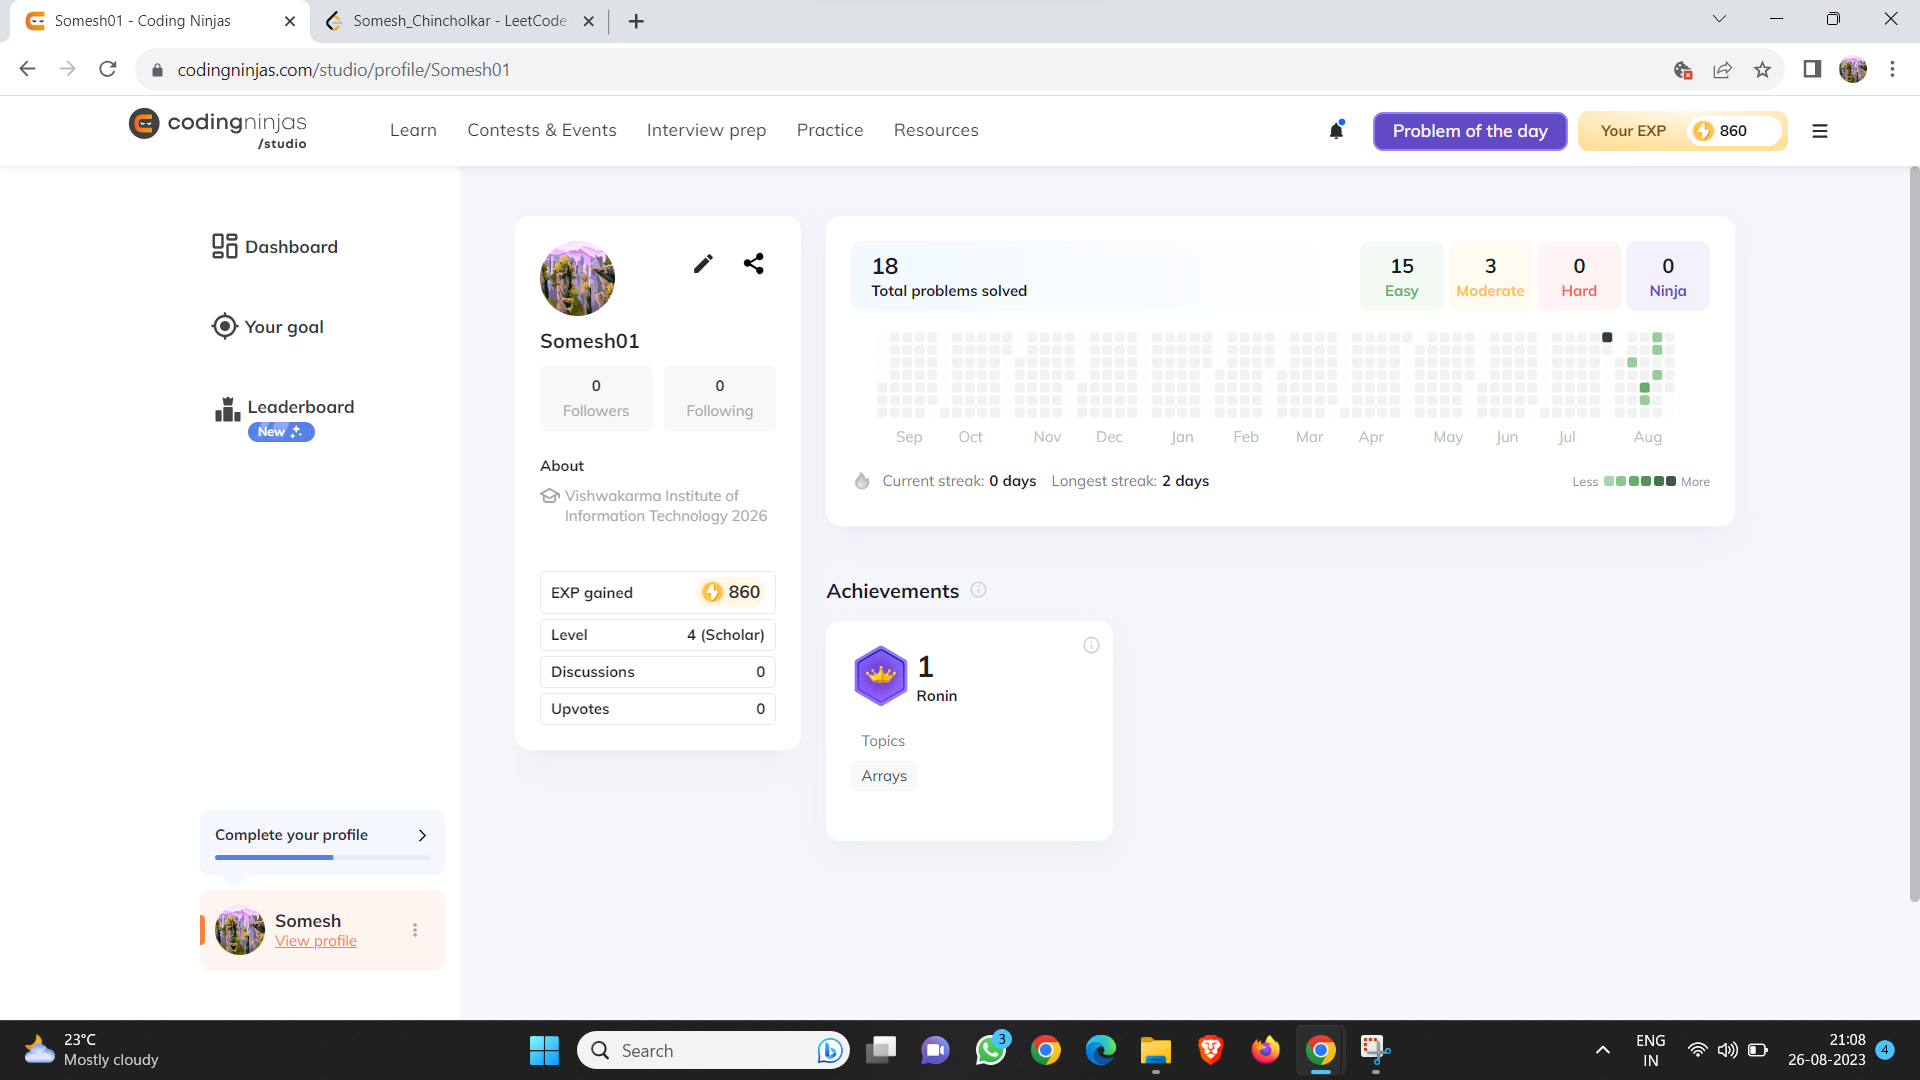 Somesh01 - Coding Ninjas
Somesh_Chincholkar - LeetCode
codingninjas.com/studio/profile/Somesh01
codingninjas
/studio
Learn
Contests & Events
Interview prep
Practice
Resources
Problem of the day
Your EXP
860
Dashboard
Your goal
Leaderboard
New
Complete your profile
Somesh
View profile
Somesh01
0
Followers
0
Following
About
Vishwakarma Institute of
Information Technology 2026
EXP gained 860
Level 4 (Scholar)
Discussions 0
Upvotes 0
18
Total problems solved
15
Easy
3
Moderate
0
Hard
0
Ninja
Sep Oct Nov Dec Jan Feb Mar Apr May Jun Jul Aug
Current streak: 0 days Longest streak: 2 days
Less More
Achievements
1
Ronin
Topics
Arrays
23°C
Mostly cloudy
Search
3
ENG
IN
21:08
26-08-2023
4